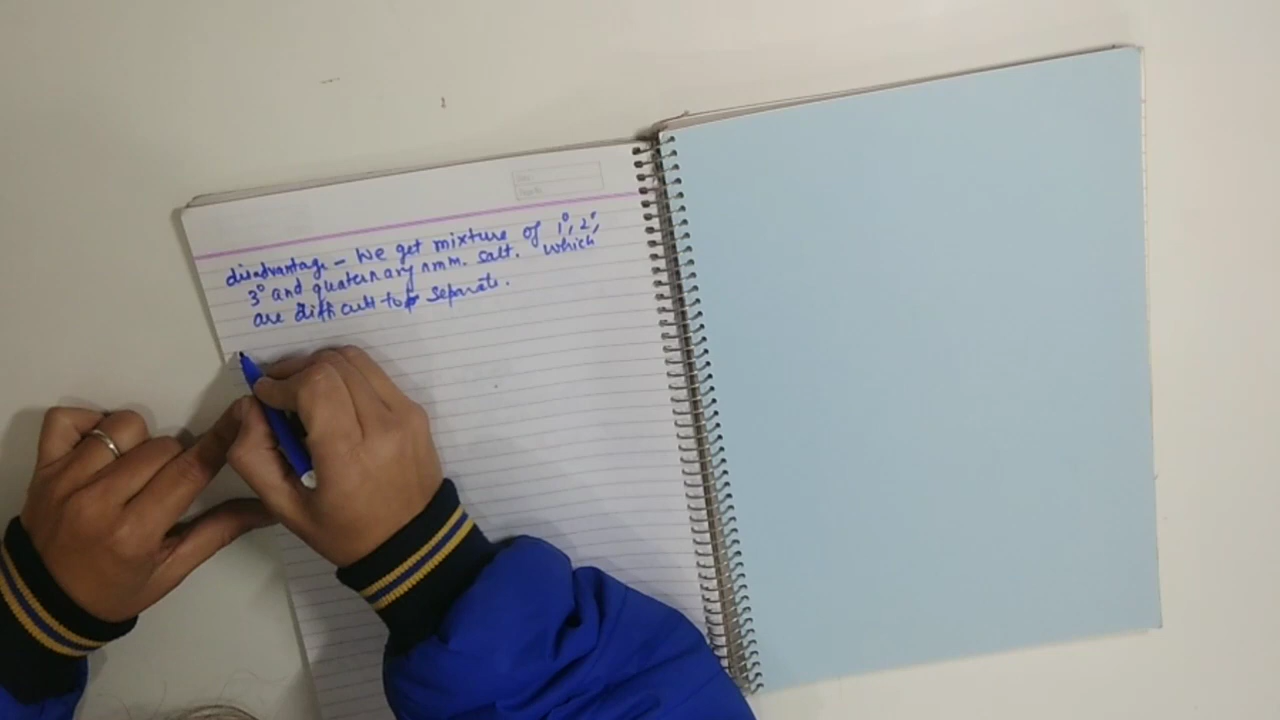 disadvantage - We get mixture of 1°, 2°,
3° and quaternary amm. salt. which
are difficult to separate.